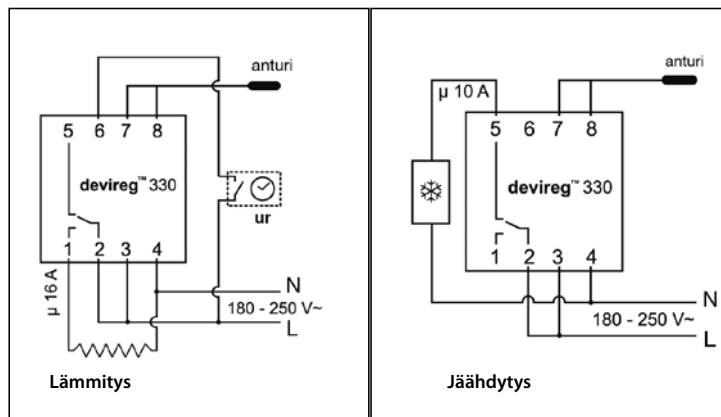 anturi
5 6 7 8
devireg™ 330
1 2 3 4
ur
µ 16 A
N
180 - 250 V~
L
Lämmitys
anturi
µ 10 A
5 6 7 8
devireg™ 330
1 2 3 4
N
180 - 250 V~
L
Jäähdytys